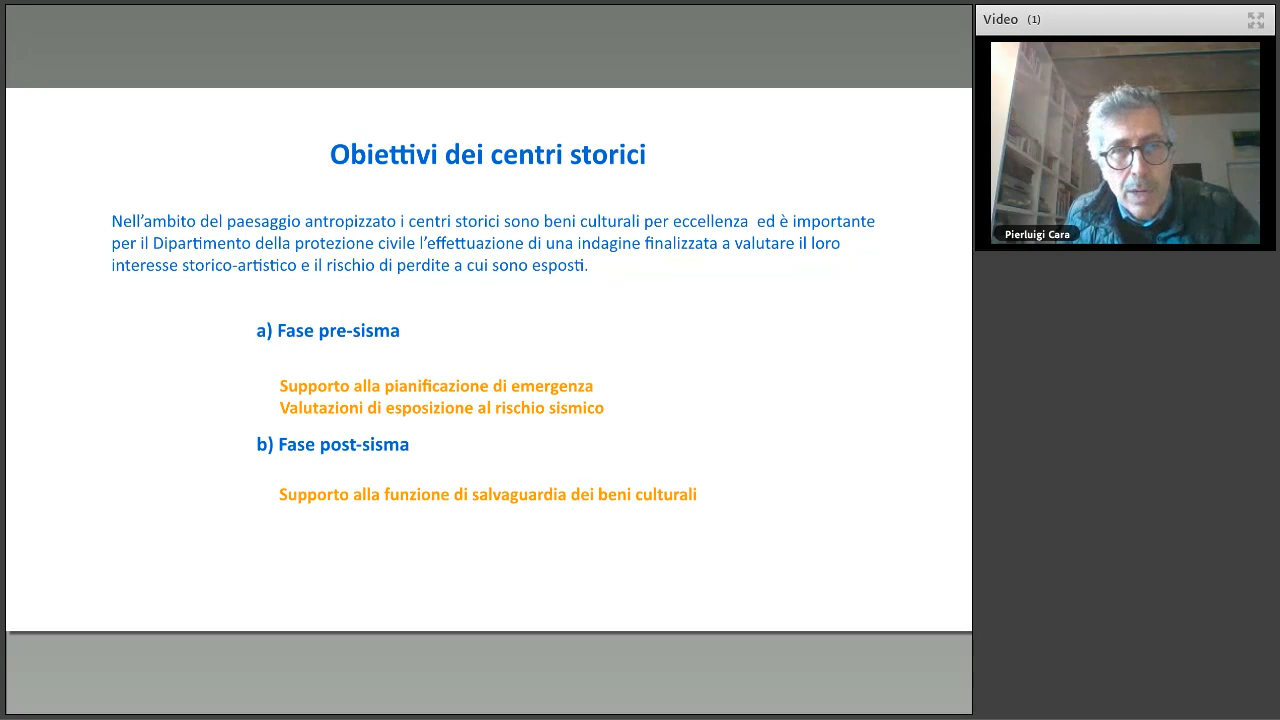 Video (1)
Obiettivi dei centri storici
Nell'ambito del paesaggio antropizzato i centri storici sono beni culturali per eccellenza ed è importante
per il Dipartimento della protezione civile l'effettuazione di una indagine finalizzata a valutare il loro
interesse storico-artistico e il rischio di perdite a cui sono esposti.
a) Fase pre-sisma
Supporto alla pianificazione di emergenza
Valutazioni di esposizione al rischio sismico
b) Fase post-sisma
Supporto alla funzione di salvaguardia dei beni culturali
Pierluigi Cara